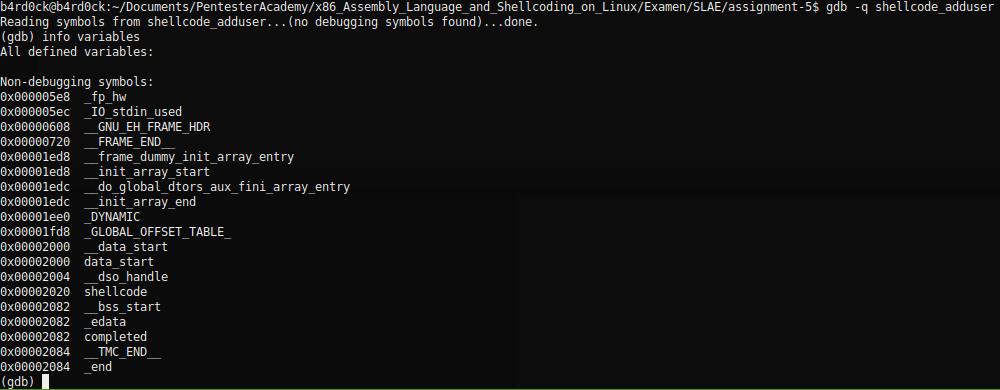 b4rd0ck@b4rd0ck:~/Documents/PentesterAcademy/x86_Assembly_Language_and_Shellcoding_on_Linux/Examen/SLAE/assignment-5$ gdb -q shellcode_adduser
Reading symbols from shellcode_adduser...(no debugging symbols found)...done.
(gdb) info variables
All defined variables:
Non-debugging symbols:
0x000005e8  _fp_hw
0x000005ec  _IO_stdin_used
0x00000608  __GNU_EH_FRAME_HDR
0x00000720  __FRAME_END__
0x00001ed8  __frame_dummy_init_array_entry
0x00001ed8  __init_array_start
0x00001edc  __do_global_dtors_aux_fini_array_entry
0x00001edc  __init_array_end
0x00001ee0  _DYNAMIC
0x00001fd8  _GLOBAL_OFFSET_TABLE_
0x00002000  __data_start
0x00002000  data_start
0x00002004  __dso_handle
0x00002020  shellcode
0x00002082  __bss_start
0x00002082  _edata
0x00002082  completed
0x00002084  __TMC_END__
0x00002084  _end
(gdb)